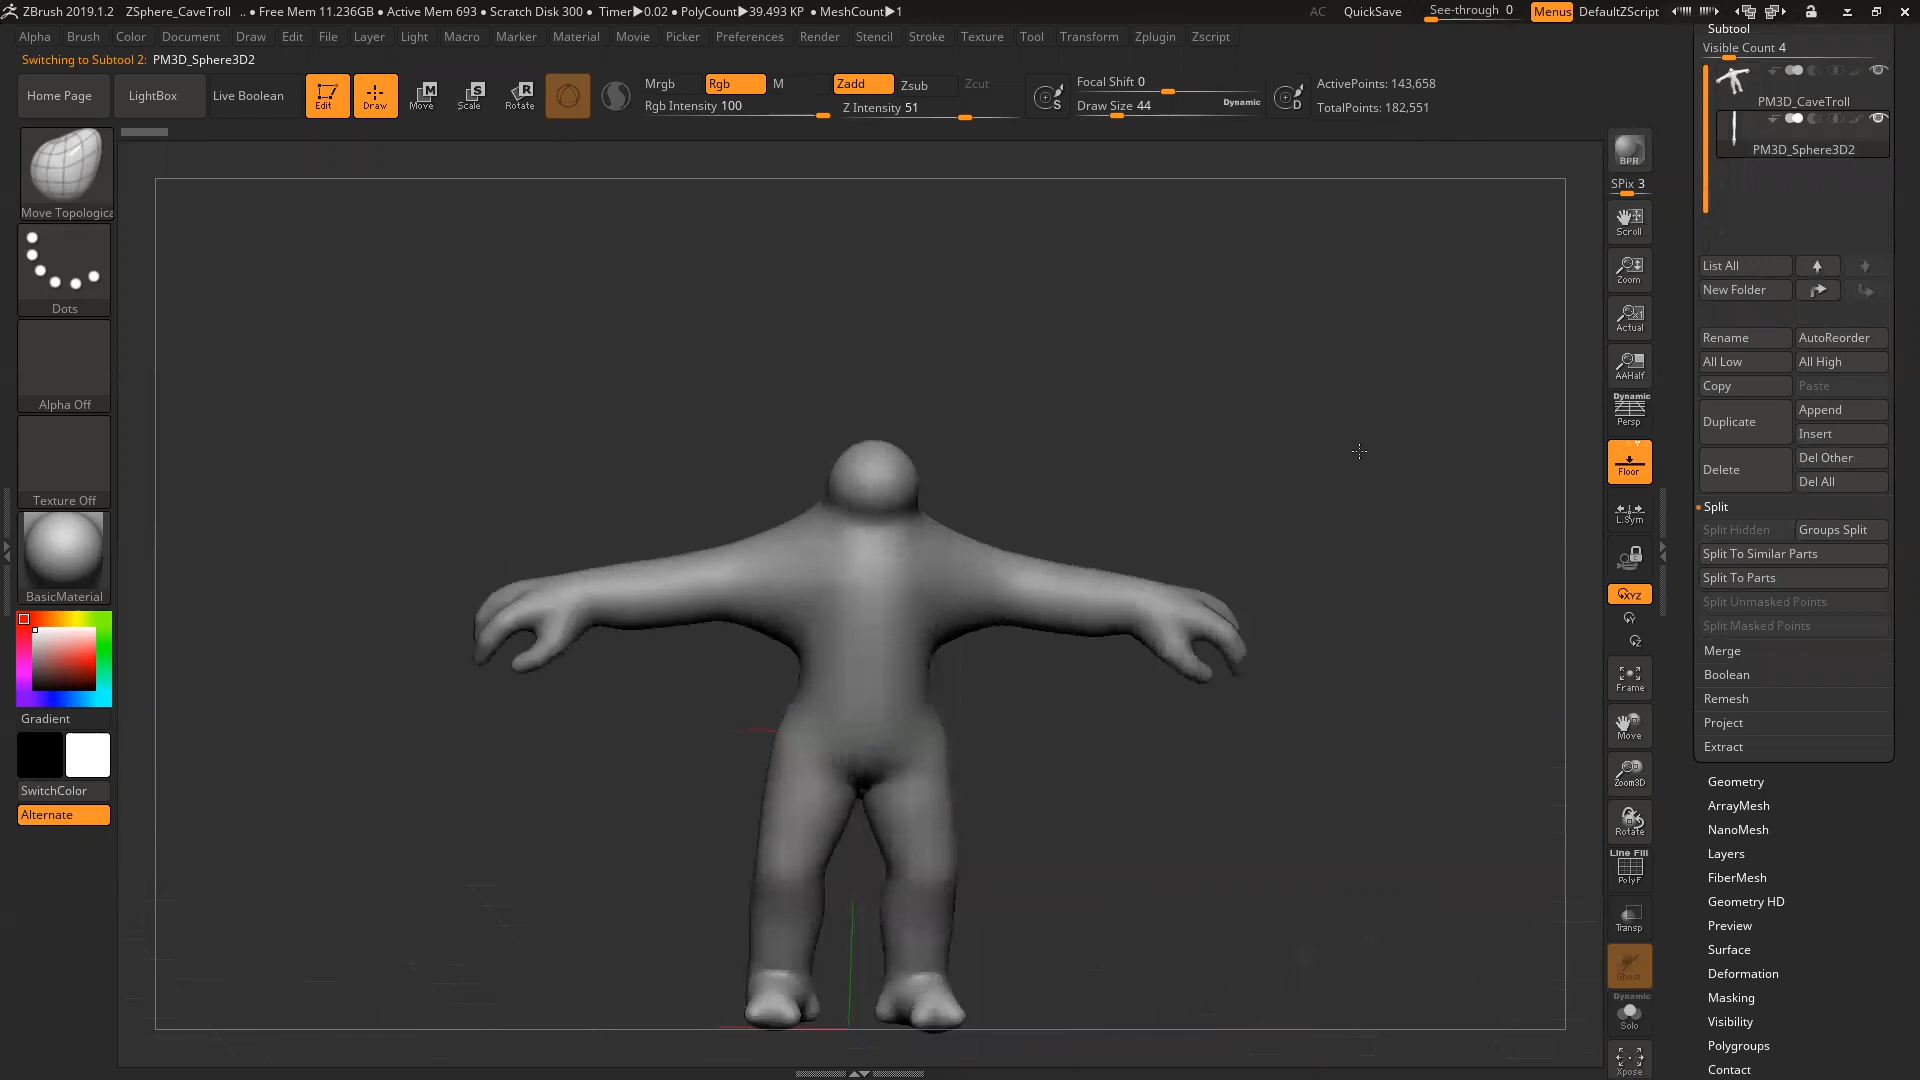 ZBrush 2019.1.2 ZSphere_CaveTroll .. ● Free Mem 11.236GB ● Active Mem 693 ● Scratch Disk 300 ● Timer▶0.02 ● PolyCount▶39.493 KP ● MeshCount▶1 AC QuickSave See-through 0 Menus DefaultZScript
Alpha Brush Color Document Draw Edit File Layer Light Macro Marker Material Movie Picker Preferences Render Stencil Stroke Texture Tool Transform Zplugin Zscript
Switching to Subtool 2: PM3D_Sphere3D2
Home Page LightBox Live Boolean Edit Draw Move Scale Rotate
Mrgb Rgb M Zadd Zsub Zcut
Rgb Intensity 100 Z Intensity 51
Focal Shift 0
Draw Size 44 Dynamic
ActivePoints: 143,658
TotalPoints: 182,551
Move Topologica
Dots
Alpha Off
Texture Off
BasicMaterial
Gradient
SwitchColor
Alternate
BPR
SPix 3
Scroll
Zoom
Actual
AAHalf
Dynamic
Persp
Floor
L.Sym
XYZ
Y
Z
Frame
Move
Zoom3D
Rotate
Line Fill
PolyF
Transp
Ghost
Dynamic
Solo
Xpose
Subtool
Visible Count 4
PM3D_CaveTroll
PM3D_Sphere3D2
List All
New Folder
Rename AutoReorder
All Low All High
Copy Paste
Duplicate Append
Insert
Delete Del Other
Del All
Split
Split Hidden Groups Split
Split To Similar Parts
Split To Parts
Split Unmasked Points
Split Masked Points
Merge
Boolean
Remesh
Project
Extract
Geometry
ArrayMesh
NanoMesh
Layers
FiberMesh
Geometry HD
Preview
Surface
Deformation
Masking
Visibility
Polygroups
Contact